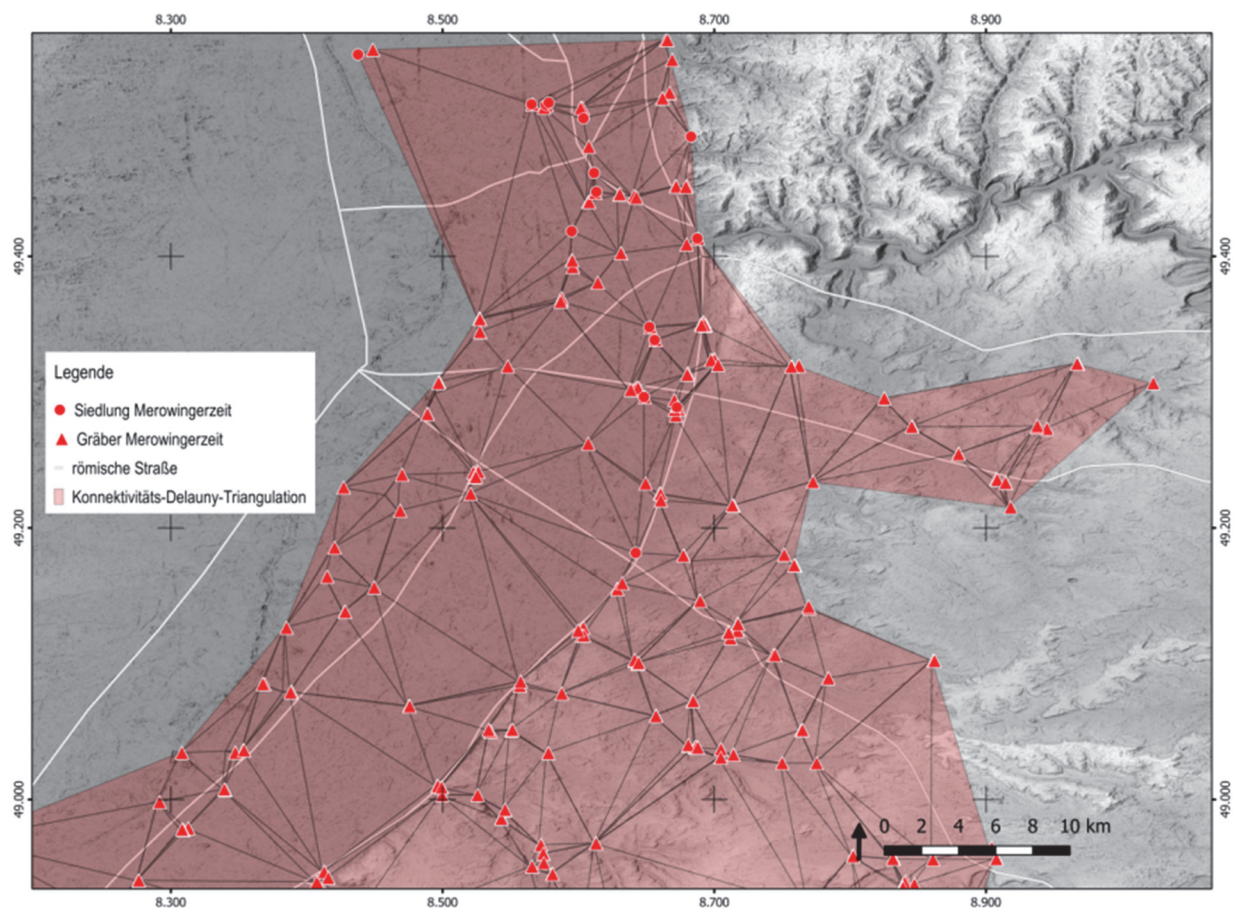 8.300 8.500 8.700 8.900
49.400 49.400
Legende
Siedlung Merowingerzeit
Gräber Merowingerzeit
römische Straße
Konnektivitäts-Delauny-Triangulation
49.200 49.200
49.000 49.000
0 2 4 6 8 10 km
8.300 8.500 8.700 8.900